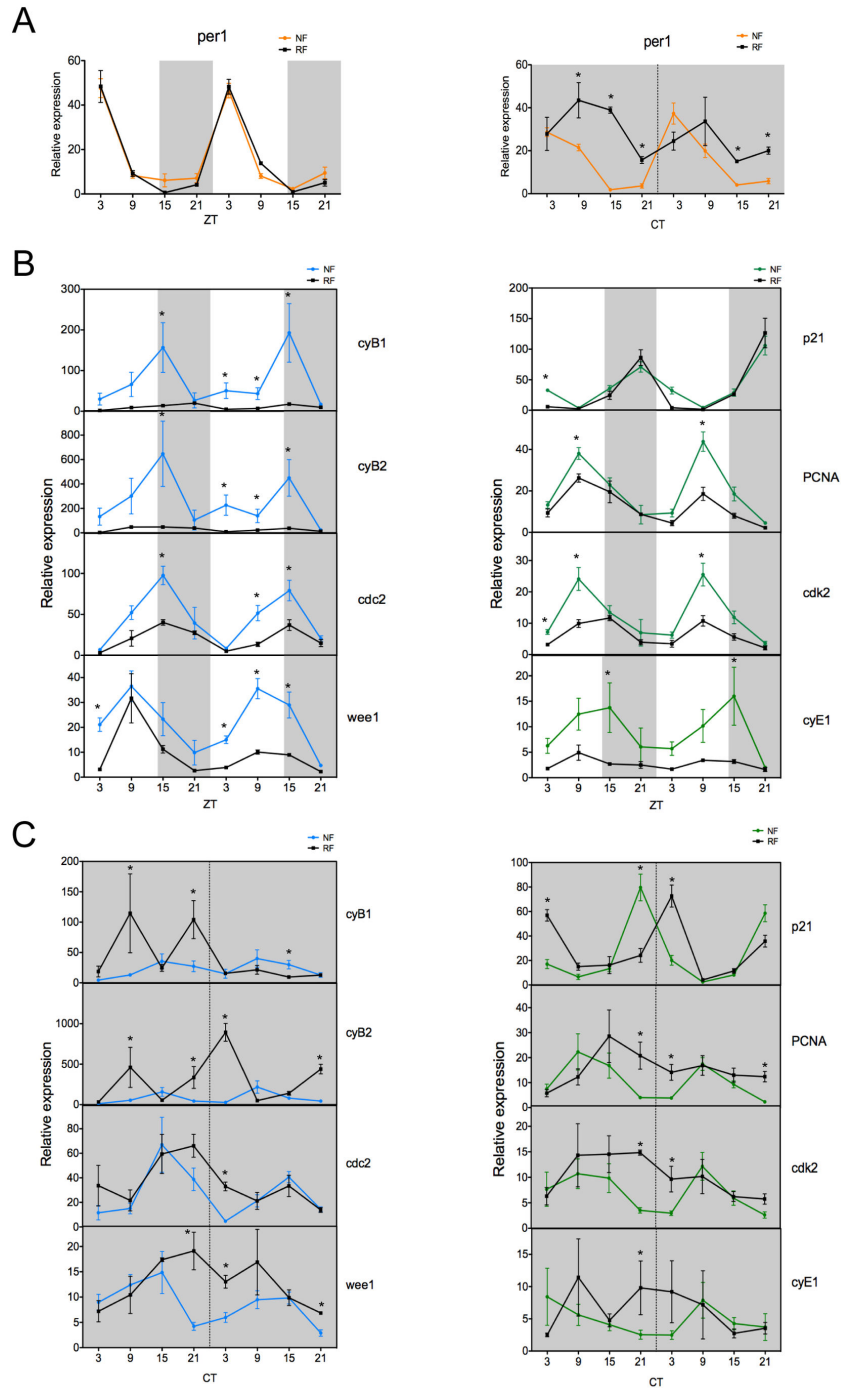 A
per1
NF
RF
Relative expression
60
40
20
0
3 9 15 21 3 9 15 21
ZT
per1
NF
RF
Relative expression
60
40
20
0
* * * * *
3 9 15 21 3 9 15 21
CT
B
NF
RF
Relative expression
300
200
100
0
* * * *
cyB1
800
600
400
200
0
* * * *
cyB2
100
50
0
* * *
cdc2
40
30
20
10
0
* * * *
wee1
3 9 15 21 3 9 15 21
ZT
NF
RF
Relative expression
200
150
100
50
0
*
p21
40
20
0
* *
PCNA
30
20
10
0
* * *
cdk2
20
15
10
5
0
* *
cyE1
3 9 15 21 3 9 15 21
ZT
C
NF
RF
Relative expression
200
150
100
50
0
* * *
cyB1
1000
500
0
* * * *
cyB2
80
60
40
20
0
*
cdc2
20
15
10
5
0
* * *
wee1
3 9 15 21 3 9 15 21
CT
NF
RF
Relative expression
100
80
60
40
20
0
* * *
p21
40
30
20
10
0
* * *
PCNA
20
15
10
5
0
* *
cdk2
15
10
5
0
*
cyE1
3 9 15 21 3 9 15 21
CT